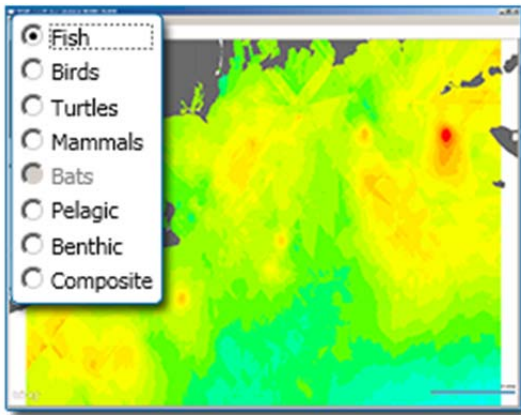 Fish
Birds
Turtles
Mammals
Bats
Pelagic
Benthic
Composite